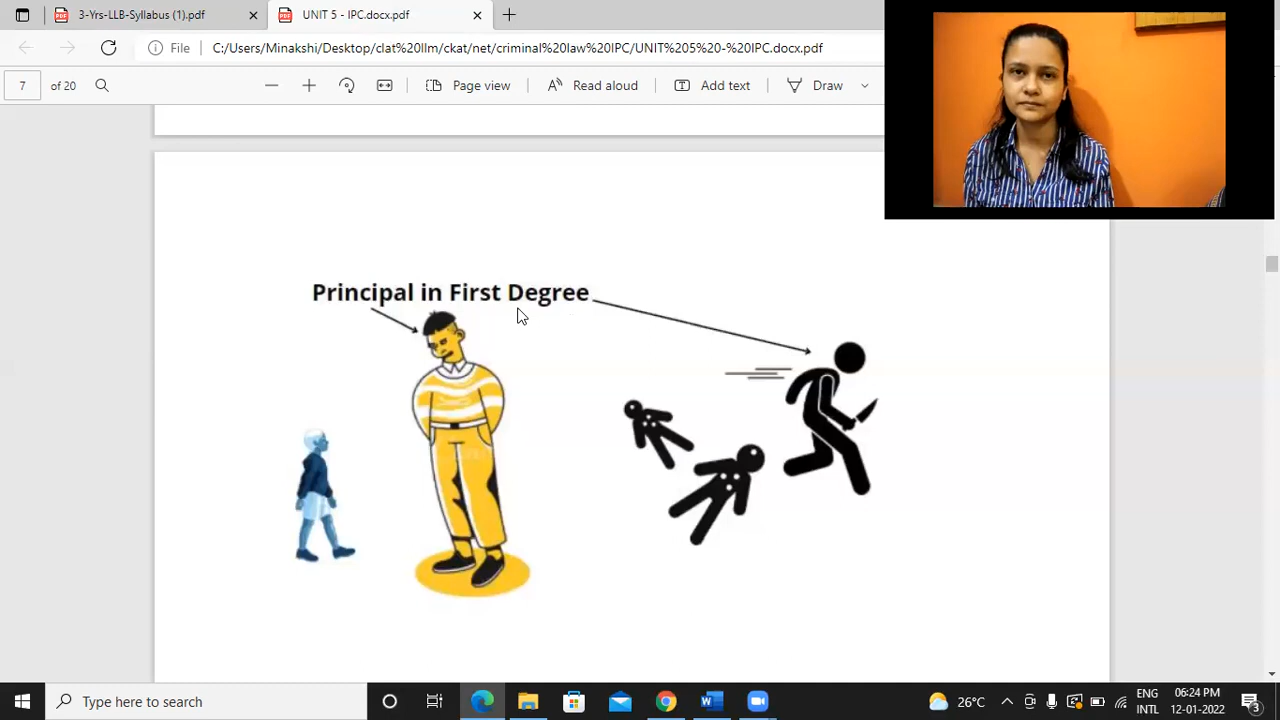 3-Yrs-LLB-Syllabus (1).pdf
UNIT 5 - IPC.docx.pdf
File
C:/Users/Minakshi/Desktop/clat%20llm/ckat/net/criminal%20law%20IPC/UNIT%205%20-%20IPC.docx.pdf
7 of 20
Page view
Read aloud
Add text
Draw
Principal in First Degree
Type here to search
26°C
ENG
INTL
06:24 PM
12-01-2022
3